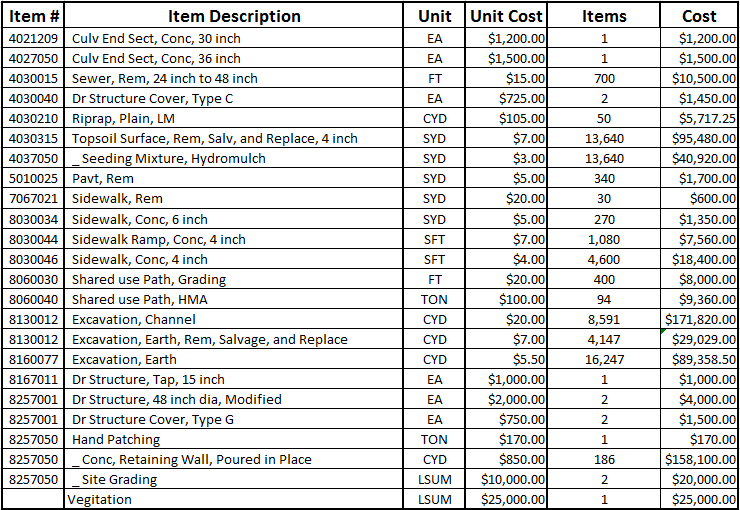 Item # Item Description Unit Unit Cost Items Cost
4021209 Culv End Sect, Conc, 30 inch EA $1,200.00 1 $1,200.00
4027050 Culv End Sect, Conc, 36 inch EA $1,500.00 1 $1,500.00
4030015 Sewer, Rem, 24 inch to 48 inch FT $15.00 700 $10,500.00
4030040 Dr Structure Cover, Type C EA $725.00 2 $1,450.00
4030210 Riprap, Plain, LM CYD $105.00 50 $5,717.25
4030315 Topsoil Surface, Rem, Salv, and Replace, 4 inch SYD $7.00 13,640 $95,480.00
4037050 _ Seeding Mixture, Hydromulch SYD $3.00 13,640 $40,920.00
5010025 Pavt, Rem SYD $5.00 340 $1,700.00
7067021 Sidewalk, Rem SYD $20.00 30 $600.00
8030034 Sidewalk, Conc, 6 inch SYD $5.00 270 $1,350.00
8030044 Sidewalk Ramp, Conc, 4 inch SFT $7.00 1,080 $7,560.00
8030046 Sidewalk, Conc, 4 inch SFT $4.00 4,600 $18,400.00
8060030 Shared use Path, Grading FT $20.00 400 $8,000.00
8060040 Shared use Path, HMA TON $100.00 94 $9,360.00
8130012 Excavation, Channel CYD $20.00 8,591 $171,820.00
8130012 Excavation, Earth, Rem, Salvage, and Replace CYD $7.00 4,147 $29,029.00
8160077 Excavation, Earth CYD $5.50 16,247 $89,358.50
8167011 Dr Structure, Tap, 15 inch EA $1,000.00 1 $1,000.00
8257001 Dr Structure, 48 inch dia, Modified EA $2,000.00 2 $4,000.00
8257001 Dr Structure Cover, Type G EA $750.00 2 $1,500.00
8257050 Hand Patching TON $170.00 1 $170.00
8257050 _ Conc, Retaining Wall, Poured in Place CYD $850.00 186 $158,100.00
8257050 _ Site Grading LSUM $10,000.00 2 $20,000.00
Vegitation LSUM $25,000.00 1 $25,000.00